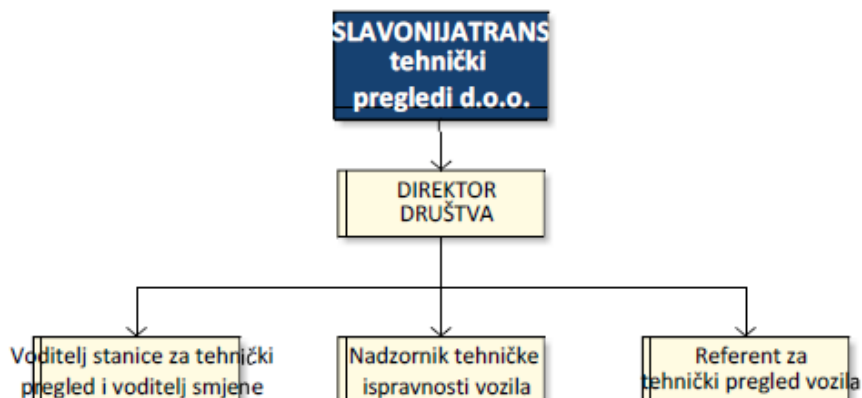 SLAVONIJATRANS
tehnički
pregledi d.o.o.
DIREKTOR
DRUŠTVA
Voditelj stanice za tehnički
pregled i voditelj smjene
Nadzornik tehničke
ispravnosti vozila
Referent za
tehnički pregled vozila